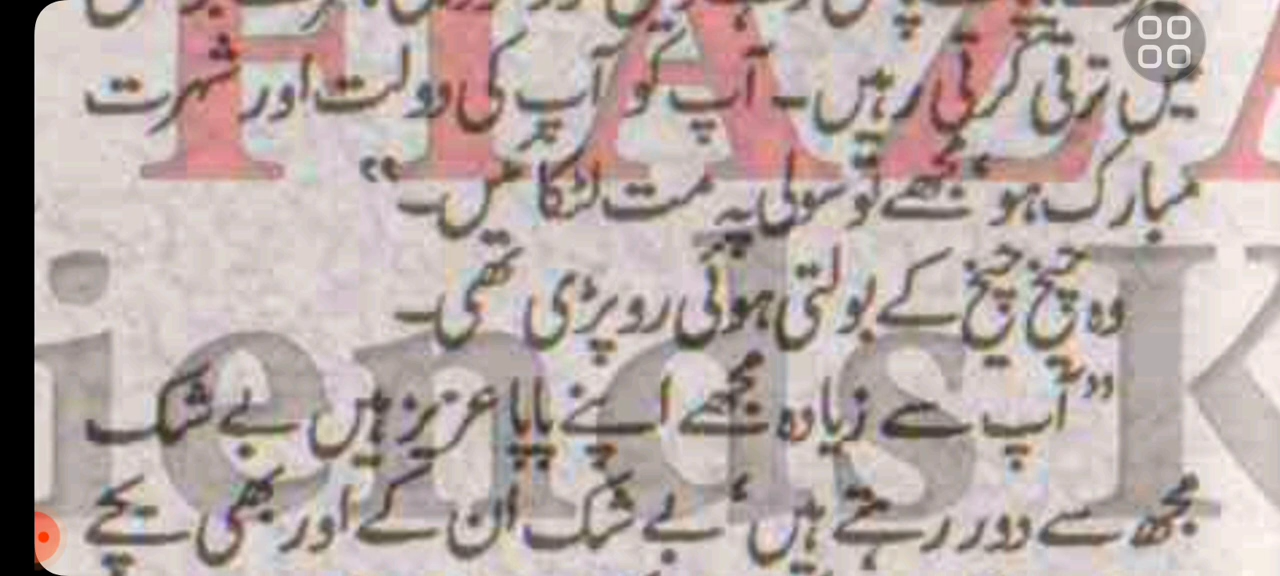 میں ترقی کرتی رہیں۔ آپ کو آپ کی دولت اور شہرت
مبارک ہو‘ مجھے تو سولی پہ مت لٹکائیں۔“
وہ چیخ چیخ کے بولتی ہوئی رو پڑی تھی۔
”آپ سے زیادہ مجھے اپنے پاپا عزیز ہیں بے شک
مجھ سے دور رہتے ہیں‘ بے شک ان کے اور بھی بچے